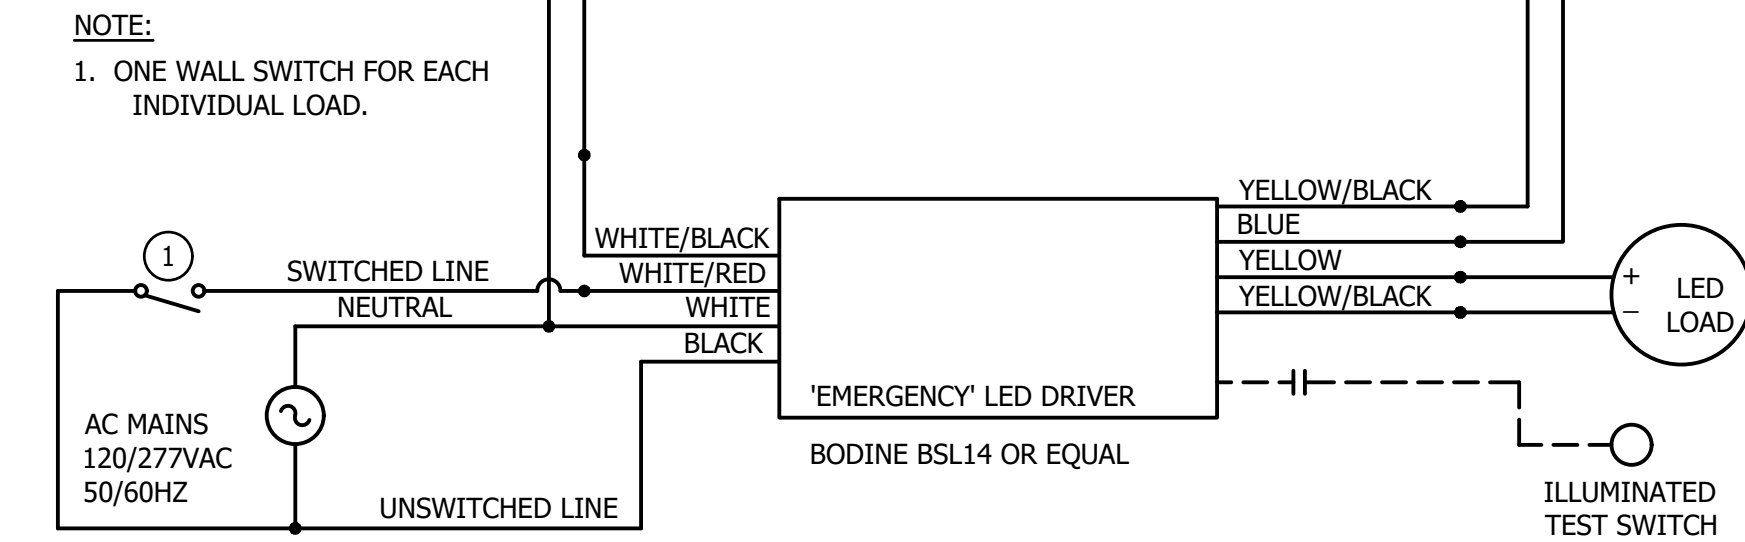 NOTE:
1. ONE WALL SWITCH FOR EACH
INDIVIDUAL LOAD.
YELLOW/BLACK
BLUE
WHITE/BLACK
1
SWITCHED LINE
WHITE/RED
YELLOW
+
LED
LOAD
NEUTRAL
WHITE
YELLOW/BLACK
−
BLACK
'EMERGENCY' LED DRIVER
AC MAINS
120/277VAC
50/60HZ
BODINE BSL14 OR EQUAL
UNSWITCHED LINE
ILLUMINATED
TEST SWITCH